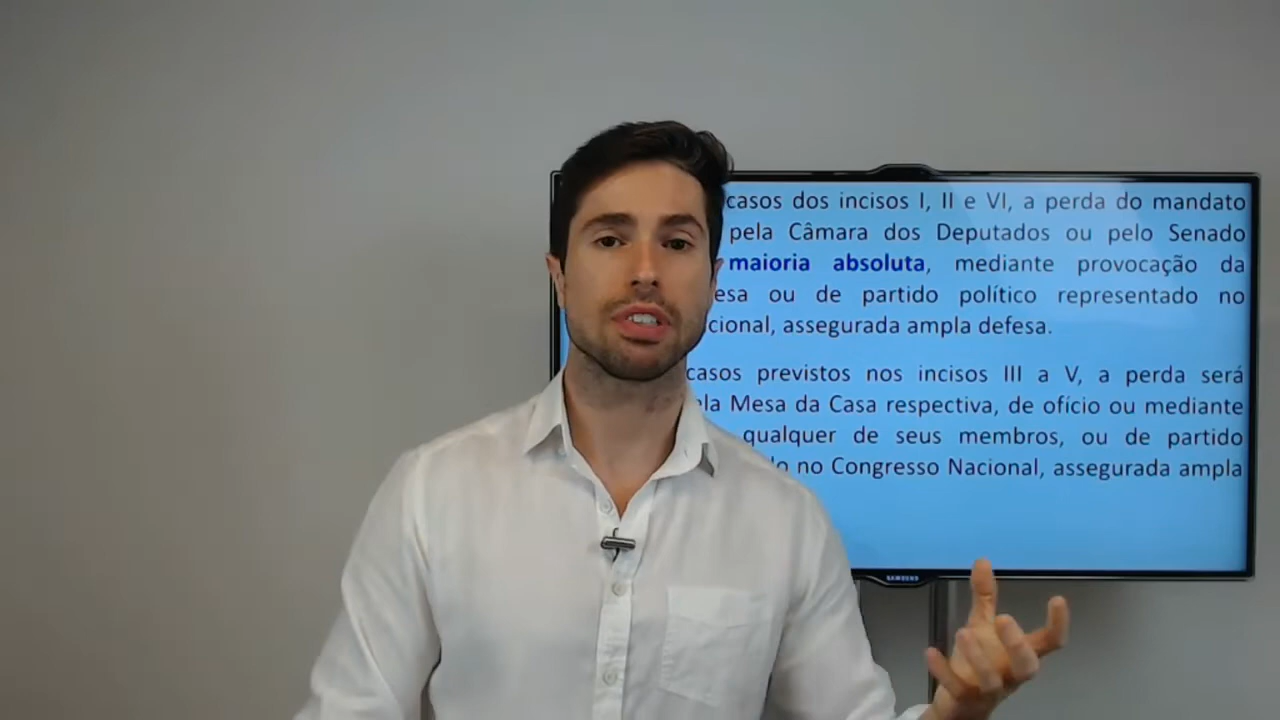 casos dos incisos I, II e VI, a perda do mandato
pela Câmara dos Deputados ou pelo Senado
maioria absoluta, mediante provocação da
esa ou de partido político representado no
cional, assegurada ampla defesa.
casos previstos nos incisos III a V, a perda será
la Mesa da Casa respectiva, de ofício ou mediante
qualquer de seus membros, ou de partido
no Congresso Nacional, assegurada ampla
SAMSUNG